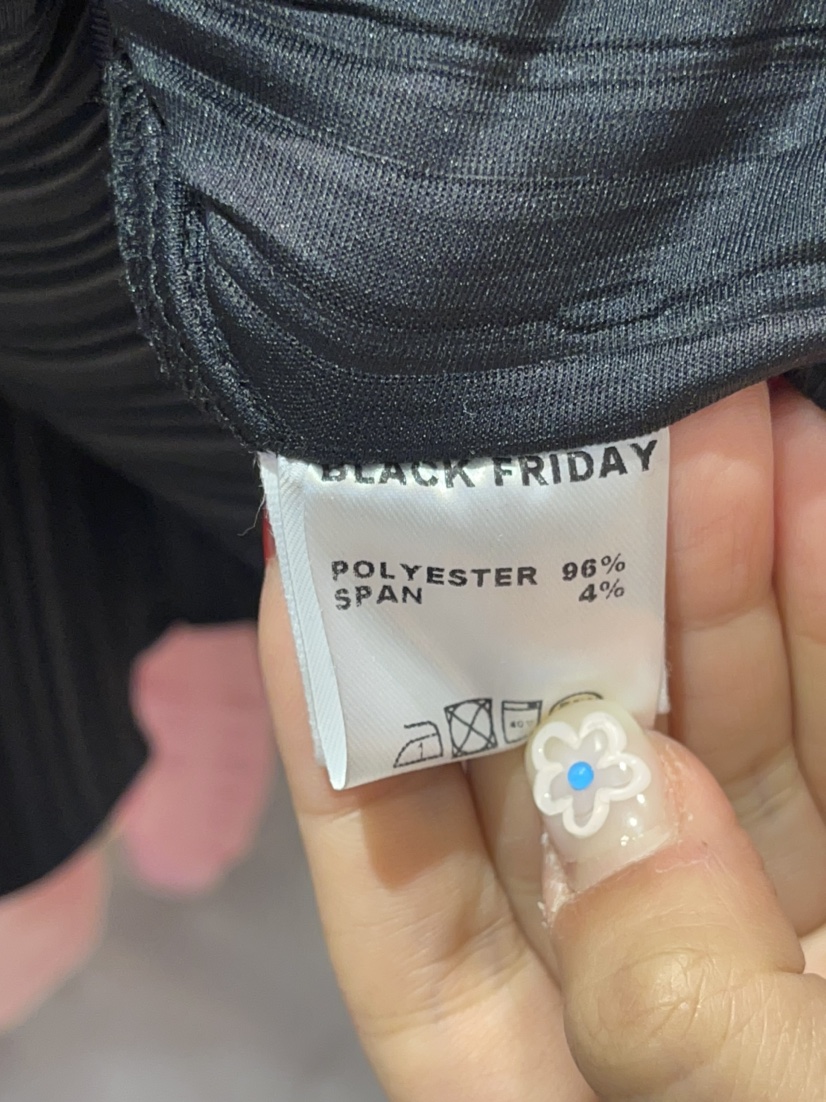 BLACK FRIDAY
POLYESTER 96%
SPAN 4%